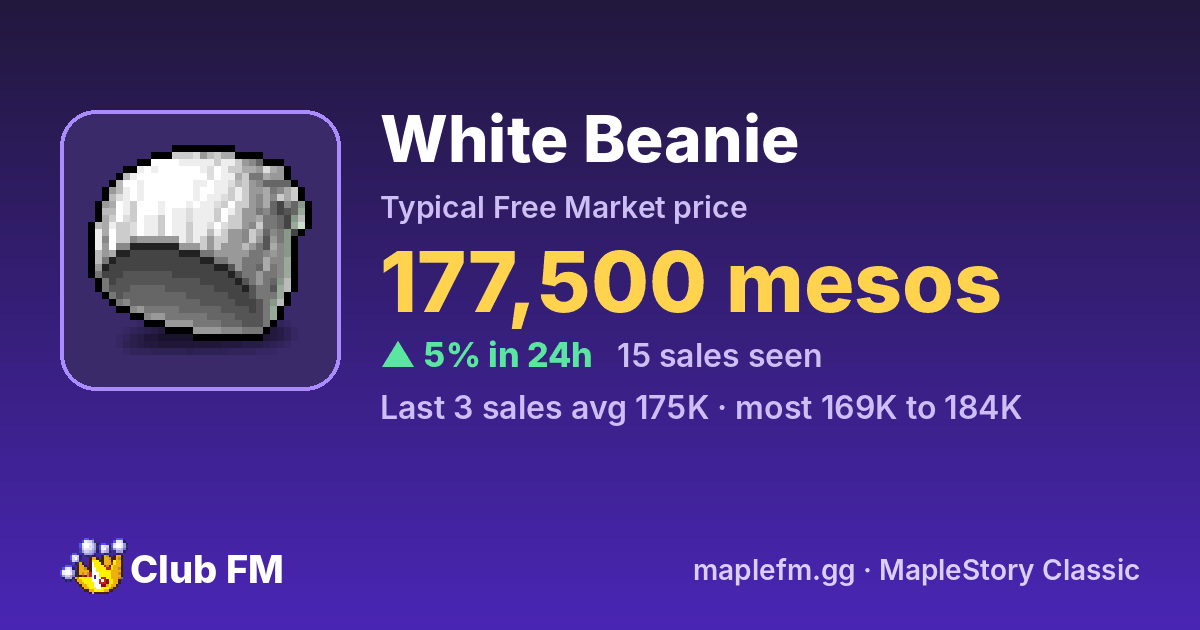 White Beanie
Typical Free Market price
177,500 mesos
▲ 5% in 24h 15 sales seen
Last 3 sales avg 175K · most 169K to 184K
Club FM
maplefm.gg · MapleStory Classic